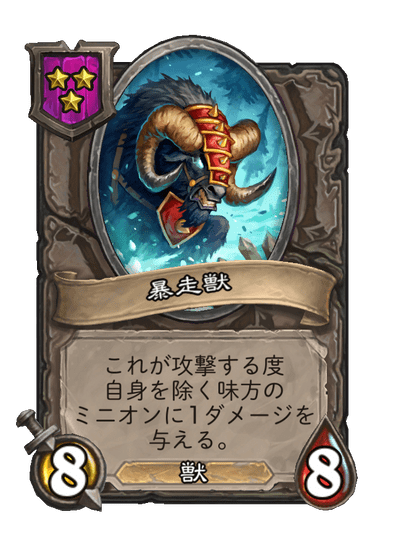 暴走獣
これが攻撃する度
自身を除く味方の
ミニオンに1ダメージを
与える。
8
獣
8